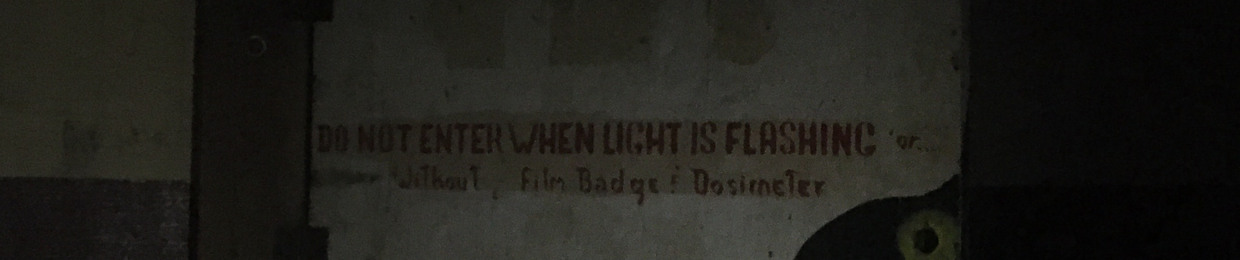 DO NOT ENTER WHEN LIGHT IS FLASHING or...
Without, Film Badge & Dosimeter